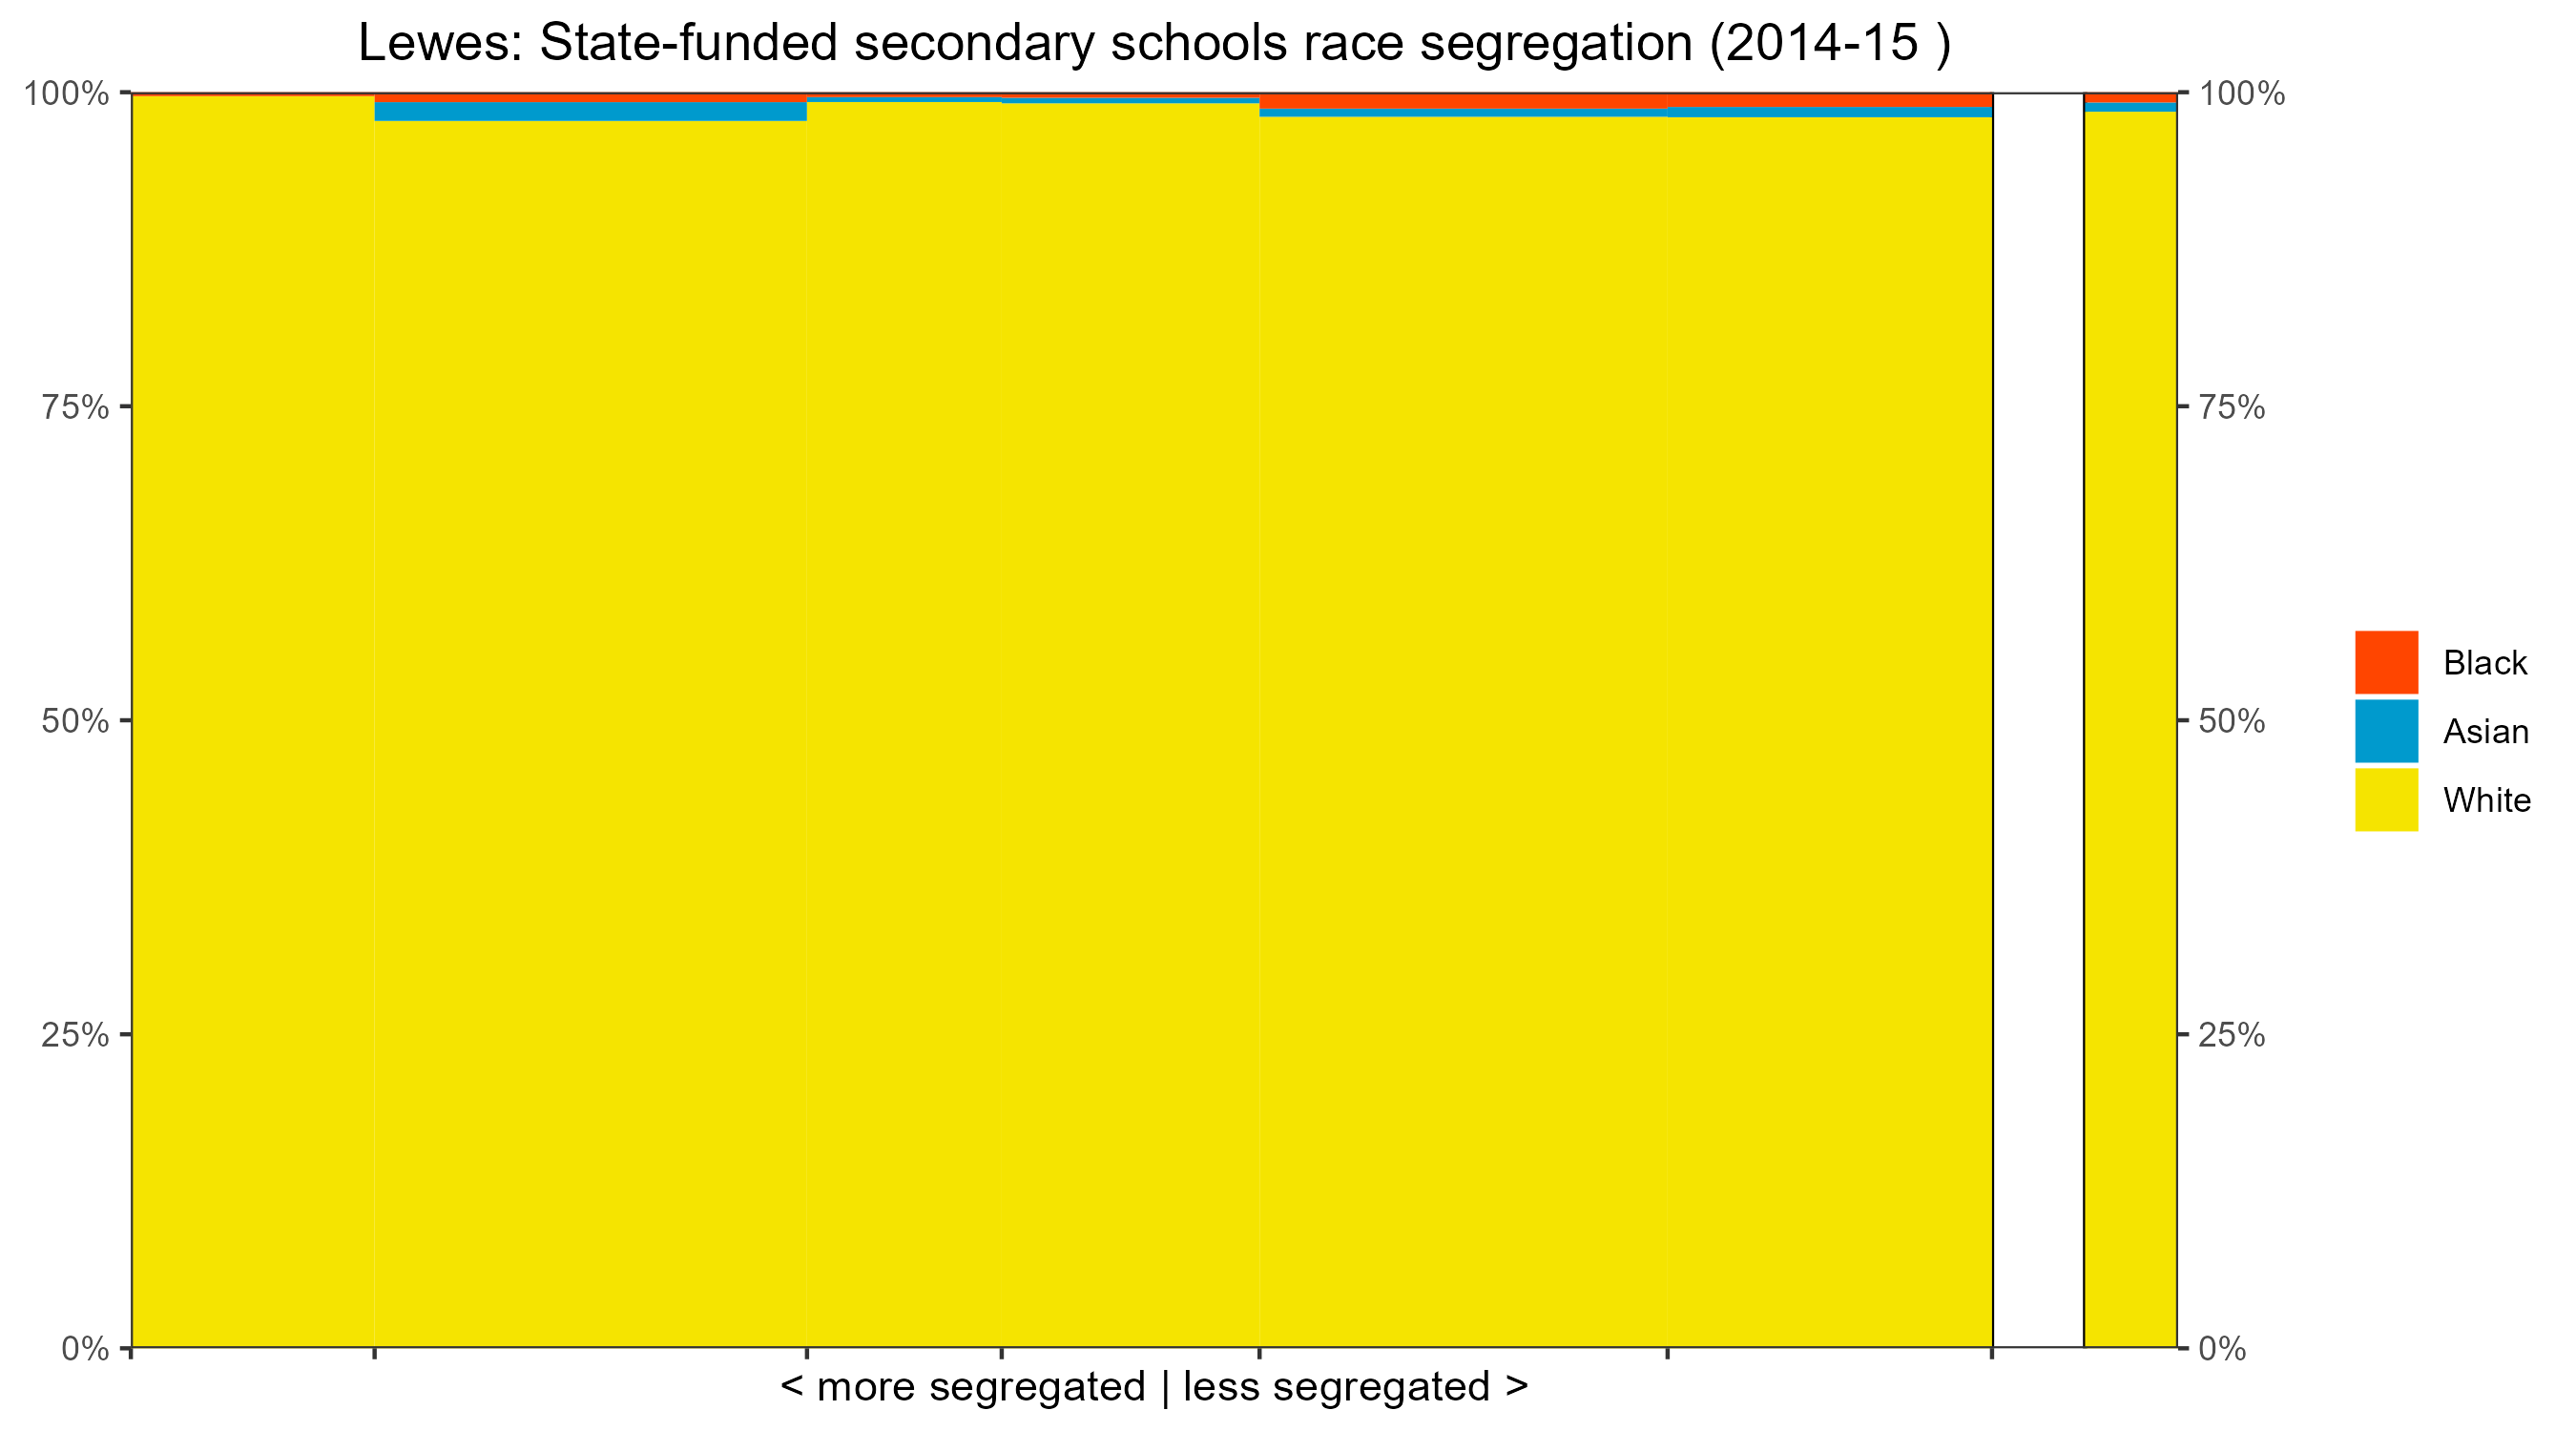 Lewes: State-funded secondary schools race segregation (2014-15 )
100%
75%
50%
25%
0%
100%
75%
50%
25%
0%
Black
Asian
White
< more segregated | less segregated >